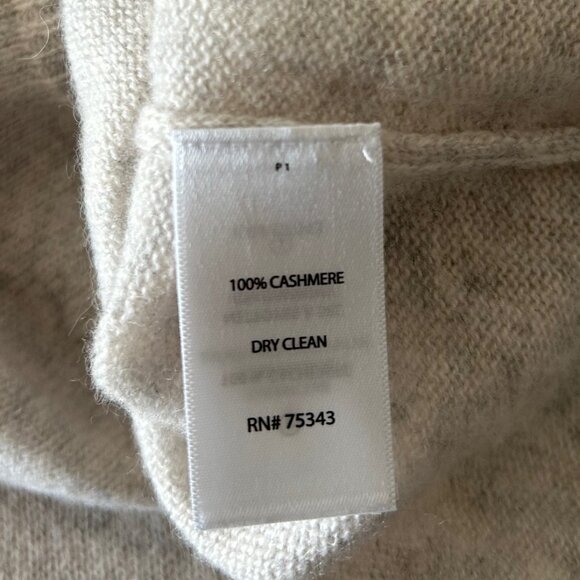 P1
100% CASHMERE
DRY CLEAN
RN# 75343